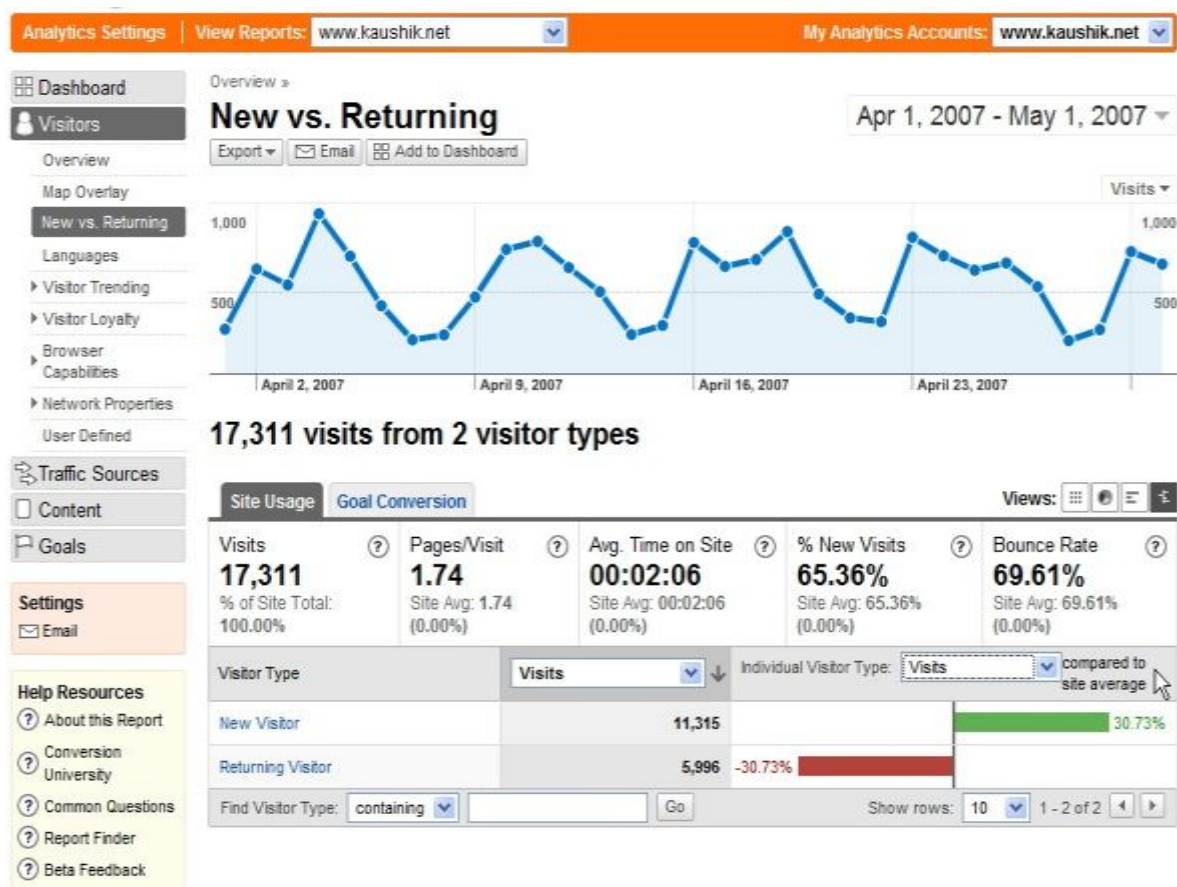 Analytics Settings | View Reports: www.kaushik.net My Analytics Accounts: www.kaushik.net
Dashboard
Visitors
Overview
Map Overlay
New vs. Returning
Languages
Visitor Trending
Visitor Loyalty
Browser
Capabilities
Network Properties
User Defined
Traffic Sources
Content
Goals
Settings
Email
Help Resources
About this Report
Conversion
University
Common Questions
Report Finder
Beta Feedback
Overview »
New vs. Returning
Apr 1, 2007 - May 1, 2007
Export Email Add to Dashboard
Visits
1,000 1,000
500 500
April 2, 2007 April 9, 2007 April 16, 2007 April 23, 2007
17,311 visits from 2 visitor types
Site Usage Goal Conversion Views:
Visits ?
17,311
% of Site Total:
100.00%
Pages/Visit ?
1.74
Site Avg: 1.74
(0.00%)
Avg. Time on Site ?
00:02:06
Site Avg: 00:02:06
(0.00%)
% New Visits ?
65.36%
Site Avg: 65.36%
(0.00%)
Bounce Rate ?
69.61%
Site Avg: 69.61%
(0.00%)
Visitor Type Visits Individual Visitor Type: Visits compared to
site average
New Visitor 11,315 30.73%
Returning Visitor 5,996 -30.73%
Find Visitor Type: containing Go Show rows: 10 1 - 2 of 2